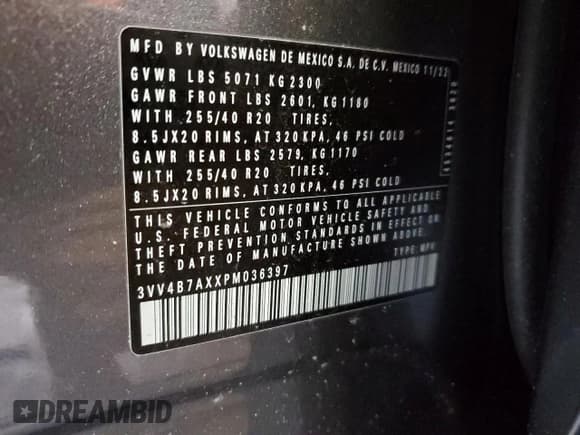 MFD BY VOLKSWAGEN DE MEXICO S.A. DE C.V. MEXICO 11/22
GVWR LBS 5071 KG 2300
GAWR FRONT LBS 2601, KG 1180
WITH 255/40 R20 TIRES,
8.5JX20 RIMS, AT 320 KPA, 46 PSI COLD
GAWR REAR LBS 2579, KG 1170
WITH 255/40 R20 TIRES,
8.5JX20 RIMS, AT 320 KPA, 46 PSI COLD
THIS VEHICLE CONFORMS TO ALL APPLICABLE
U.S. FEDERAL MOTOR VEHICLE SAFETY AND
THEFT PREVENTION STANDARDS IN EFFECT ON
THE DATE OF MANUFACTURE SHOWN ABOVE.
TYPE: MPV
3VV4B7AXXPM036397
DREAMBID